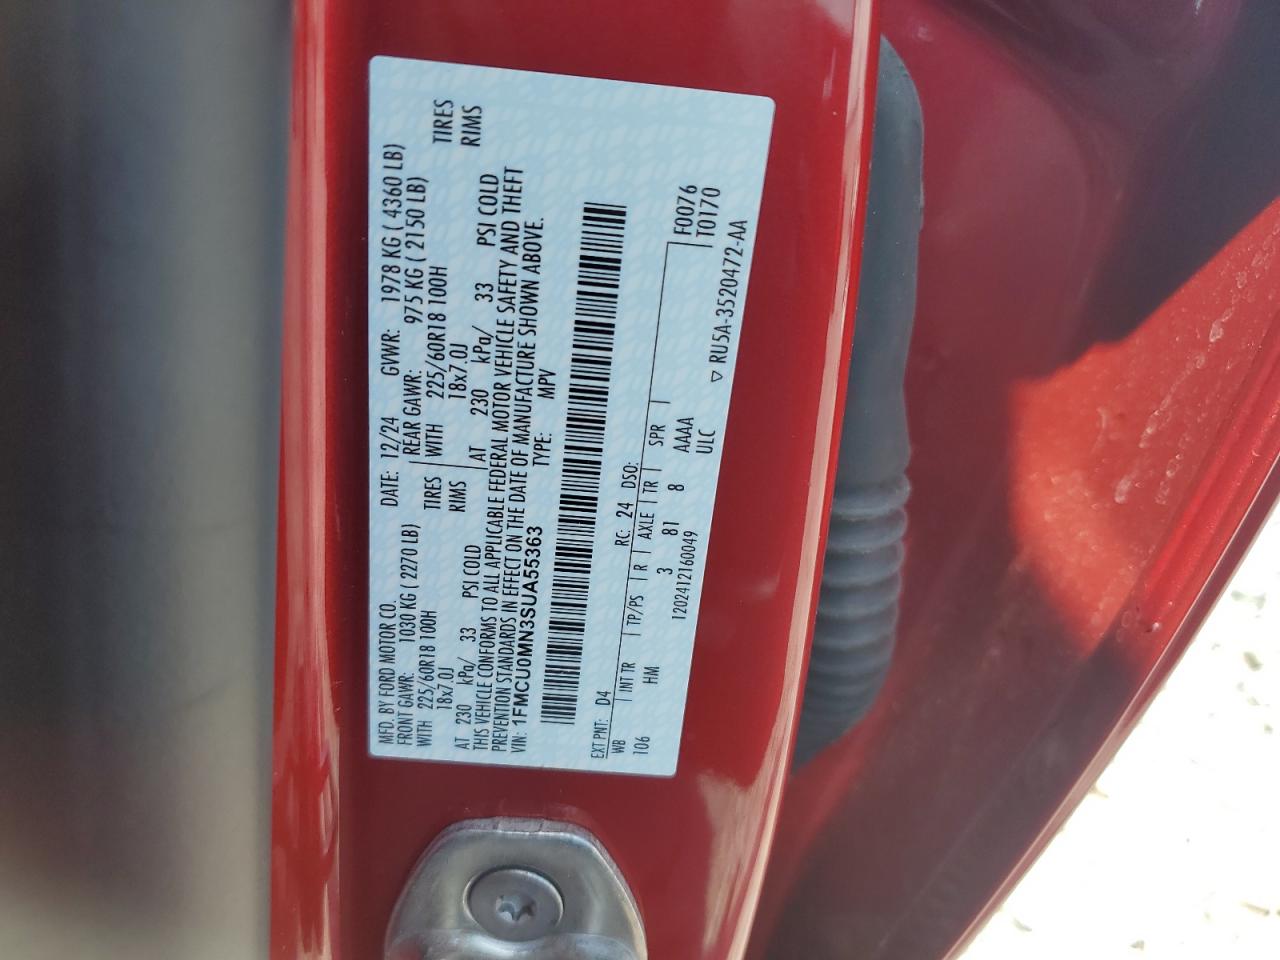 MFD. BY FORD MOTOR CO.
DATE: 12/24 GVWR: 1978 KG ( 4360 LB)
FRONT GAWR: 1030 KG ( 2270 LB)
REAR GAWR: 975 KG ( 2150 LB)
WITH 225/60R18 100H TIRES
WITH 225/60R18 100H TIRES
18x7.0J RIMS
18x7.0J RIMS
AT 230 kPa/ 33 PSI COLD
AT 230 kPa/ 33 PSI COLD
THIS VEHICLE CONFORMS TO ALL APPLICABLE FEDERAL MOTOR VEHICLE SAFETY AND THEFT
PREVENTION STANDARDS IN EFFECT ON THE DATE OF MANUFACTURE SHOWN ABOVE.
VIN: 1FMCU0MN3SUA55363 TYPE: MPV
EXT PNT: D4 RC: 24 DSO: F0076
WB INT TR TP/PS R AXLE TR SPR T0170
106 HM 3 81 8 AAAA
1202412160049 ULC
▽ RU5A-3520472-AA